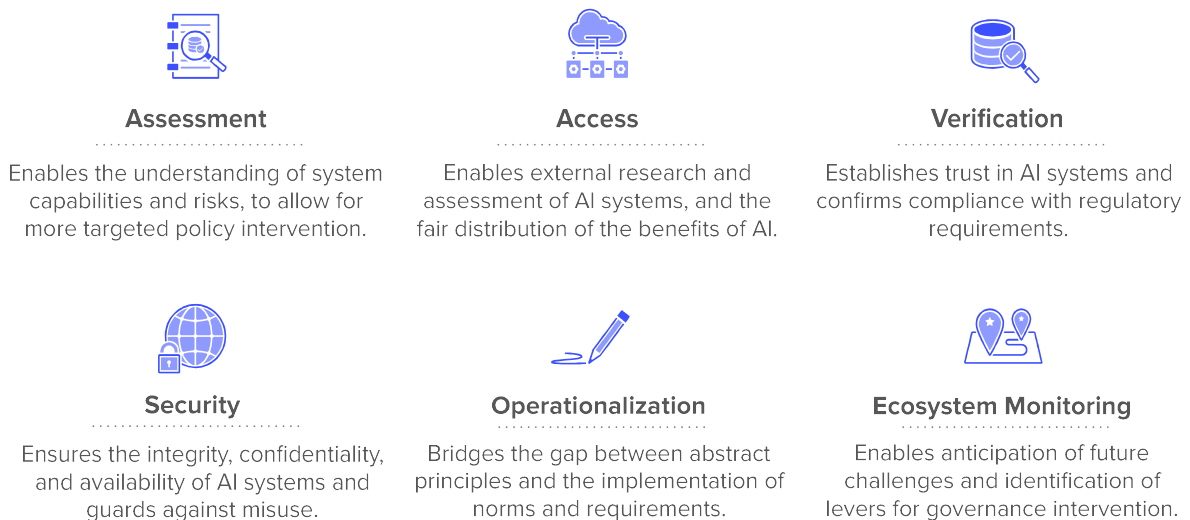 Assessment
Enables the understanding of system
capabilities and risks, to allow for
more targeted policy intervention.
Access
Enables external research and
assessment of AI systems, and the
fair distribution of the benefits of AI.
Verification
Establishes trust in AI systems and
confirms compliance with regulatory
requirements.
Security
Ensures the integrity, confidentiality,
and availability of AI systems and
guards against misuse.
Operationalization
Bridges the gap between abstract
principles and the implementation of
norms and requirements.
Ecosystem Monitoring
Enables anticipation of future
challenges and identification of
levers for governance intervention.